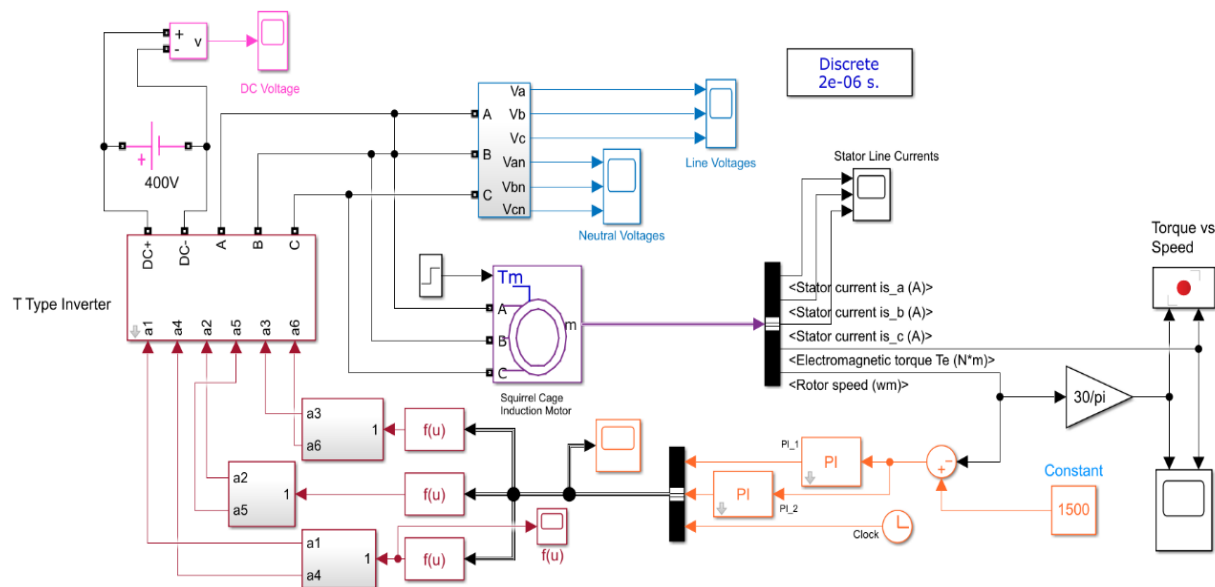 +
-
v
DC Voltage
+
400V
Discrete
2e-06 s.
A
B
C
Va
Vb
Vc
Van
Vbn
Vcn
Line Voltages
Neutral Voltages
Stator Line Currents
Torque vs
Speed
DC+
DC-
A
B
C
T Type Inverter
a1
a4
a2
a5
a3
a6
Tm
A
B
C
m
Squirrel Cage
Induction Motor
<Stator current is_a (A)>
<Stator current is_b (A)>
<Stator current is_c (A)>
<Electromagnetic torque Te (N*m)>
<Rotor speed (wm)>
30/pi
a3
a6
1
f(u)
a2
a5
1
f(u)
a1
a4
1
f(u)
f(u)
PI_1
PI
PI
PI_2
Clock
−
+
Constant
1500